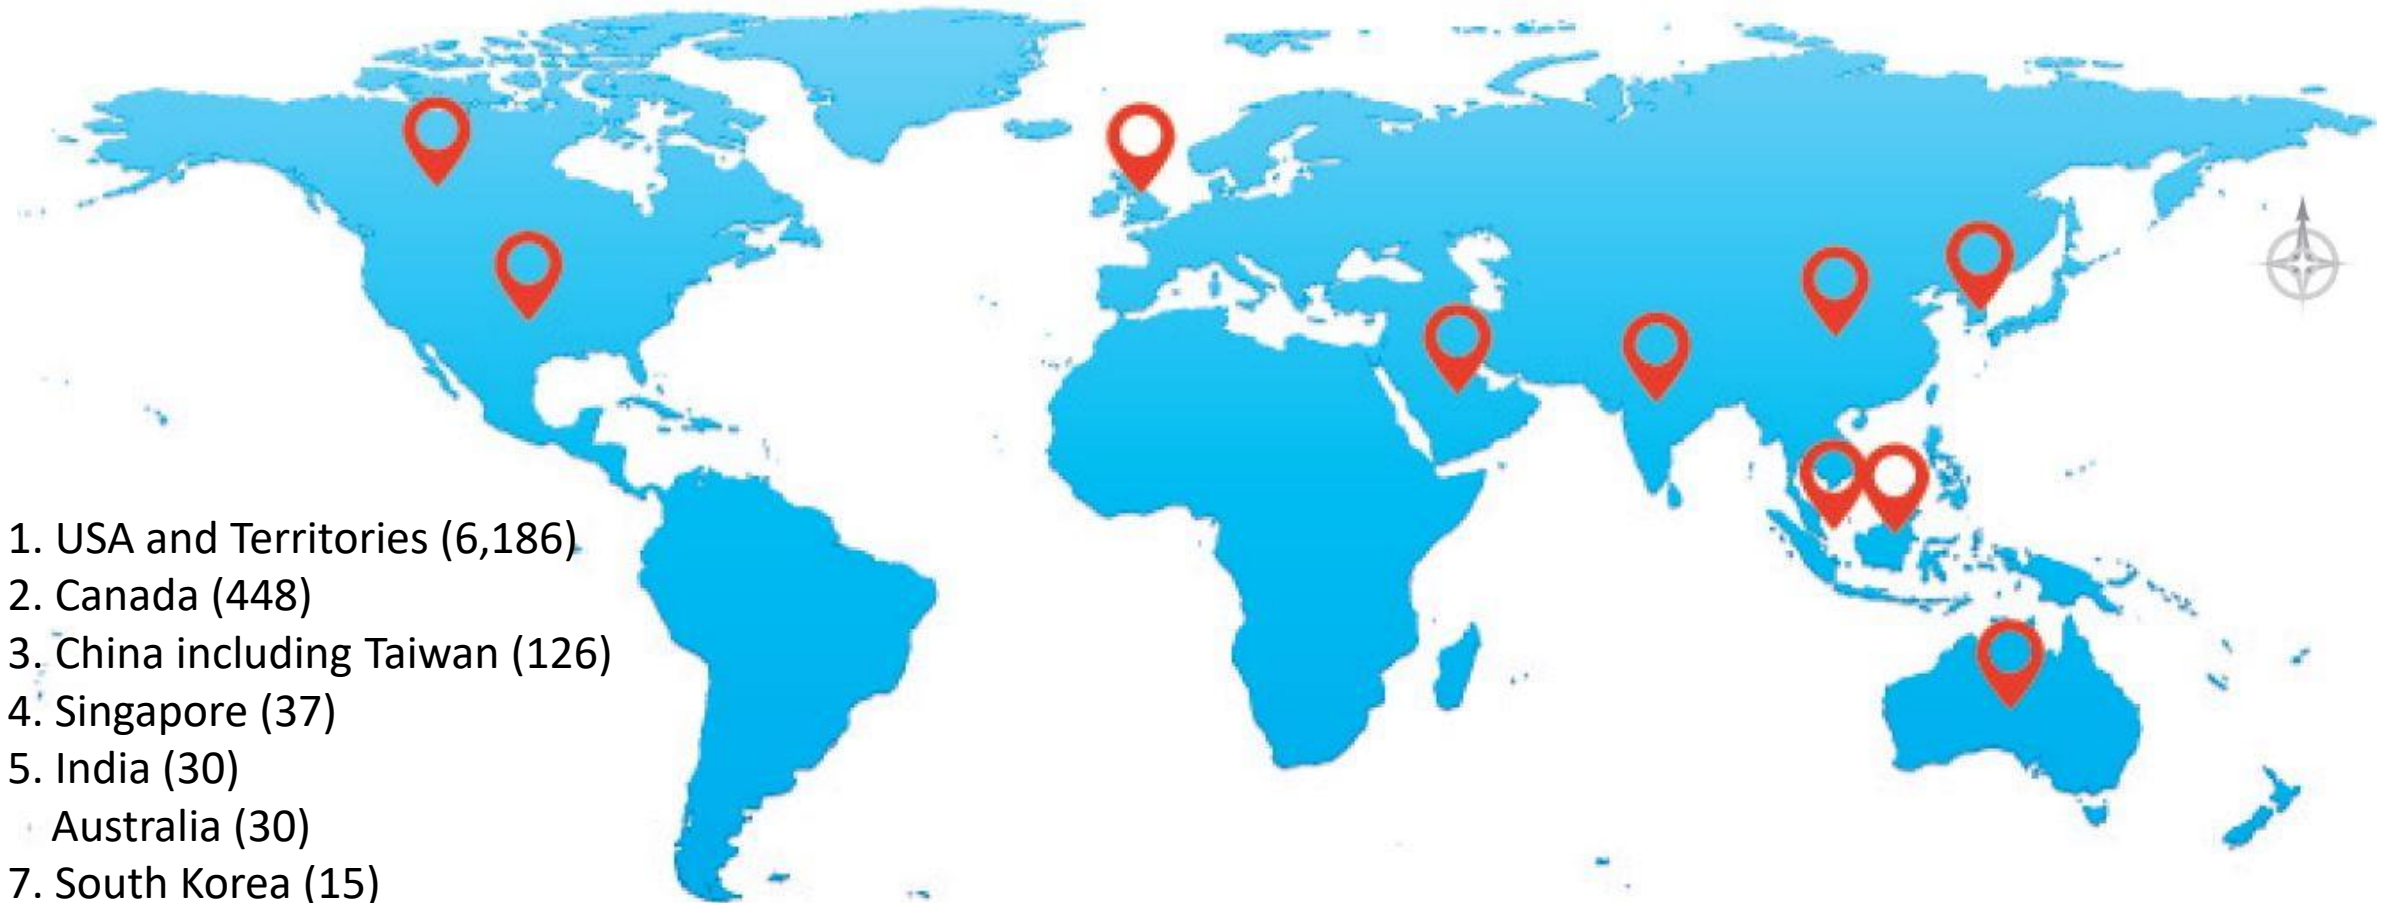 1. USA and Territories (6,186)
2. Canada (448)
3. China including Taiwan (126)
4. Singapore (37)
5. India (30)
Australia (30)
7. South Korea (15)